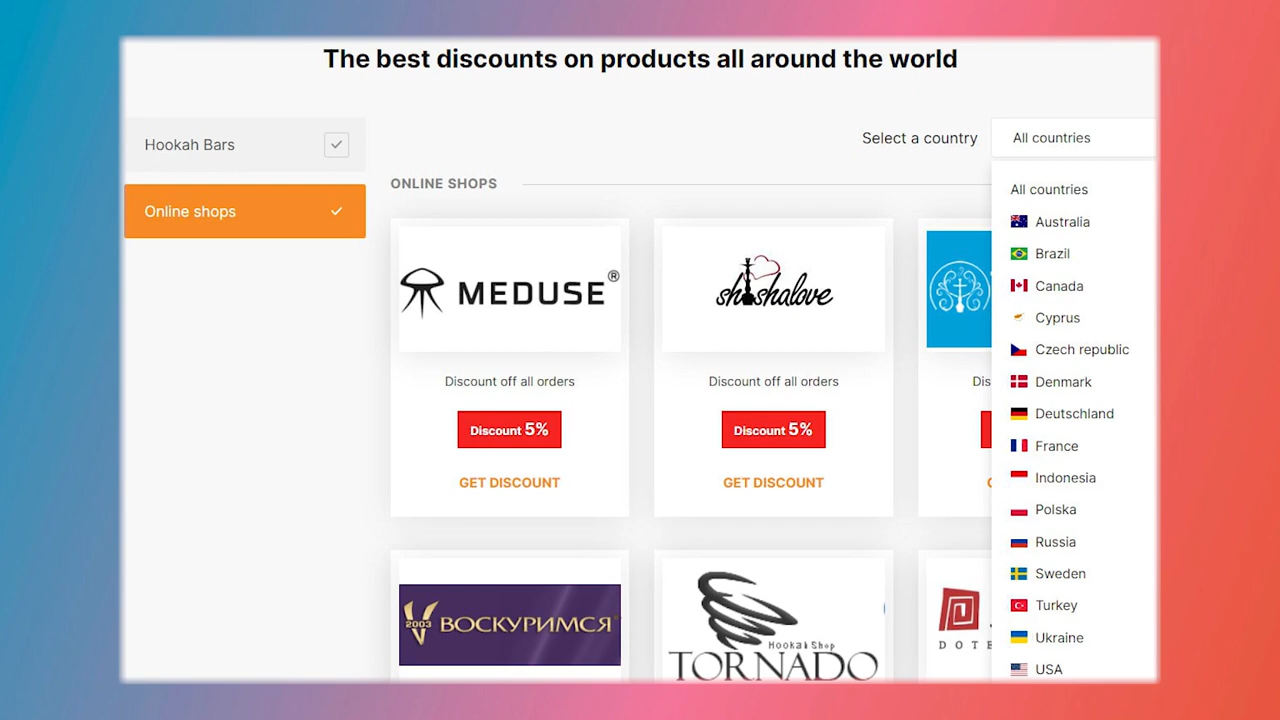 The best discounts on products all around the world
Hookah Bars
Online shops
Select a country
All countries
ONLINE SHOPS
MEDUSE®
Discount off all orders
Discount 5%
GET DISCOUNT
shishalove
Discount off all orders
Discount 5%
GET DISCOUNT
2003 ВОСКУРИМСЯ
Hookah Shop
TORNADO
All countries
Australia
Brazil
Canada
Cyprus
Czech republic
Denmark
Deutschland
France
Indonesia
Polska
Russia
Sweden
Turkey
Ukraine
USA